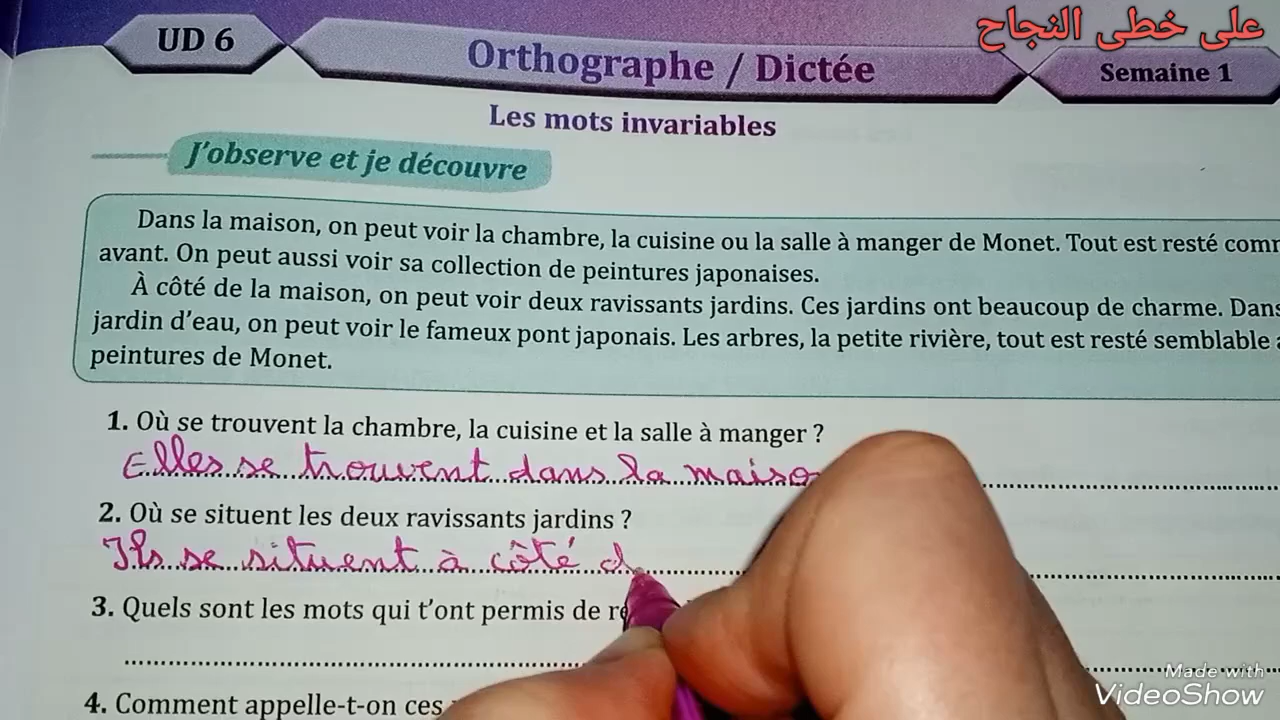 على خطى النجاح
UD 6
Orthographe / Dictée
Semaine 1
Les mots invariables
J'observe et je découvre
Dans la maison, on peut voir la chambre, la cuisine ou la salle à manger de Monet. Tout est resté
avant. On peut aussi voir sa collection de peintures japonaises.
À côté de la maison, on peut voir deux ravissants jardins. Ces jardins ont beaucoup de charme. Dans
jardin d'eau, on peut voir le fameux pont japonais. Les arbres, la petite rivière, tout est resté semblable
peintures de Monet.
1. Où se trouvent la chambre, la cuisine et la salle à manger ?
Elles se trouvent dans la maiso
2. Où se situent les deux ravissants jardins ?
Ils se situent à côté d
3. Quels sont les mots qui t'ont permis de
4. Comment appelle-t-on ces
Made with
VideoShow